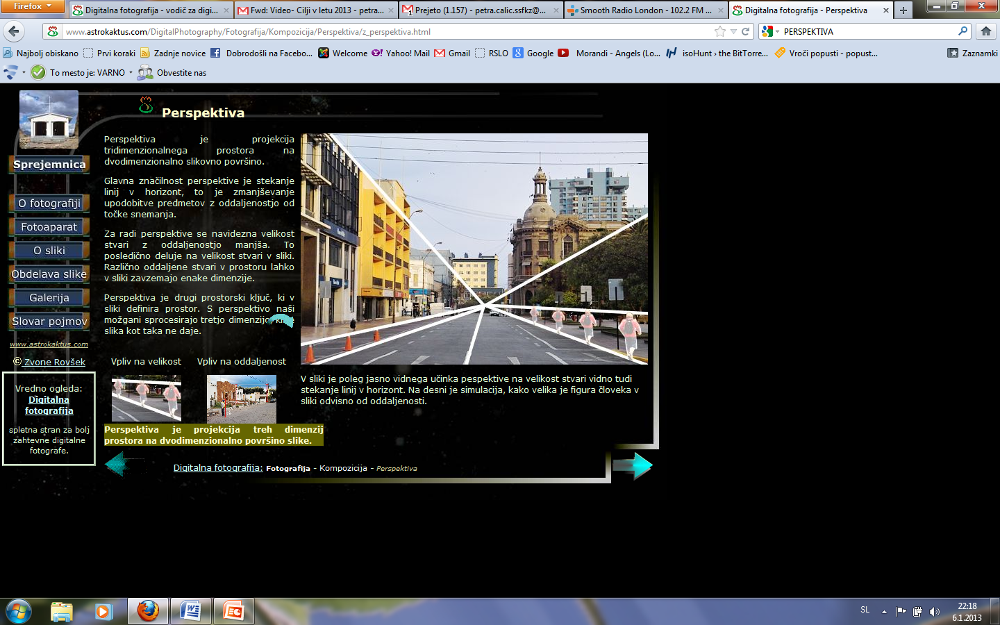 Firefox
Digitalna fotografija - vodič za digi...
Fwd: Video- Cilji v letu 2013 - petra...
Prejeto (1.157) - petra.calic.ssfkz@...
Smooth Radio London - 102.2 FM ...
Digitalna fotografija - Perspektiva
www.astrokaktus.com/DigitalPhotography/Fotografija/Kompozicija/Perspektiva/z_perspektiva.html
PERSPEKTIVA
Najbolj obiskano
Prvi koraki
Zadnje novice
Dobrodošli na Facebo...
Welcome
Yahoo! Mail
Gmail
RSLO
Google
Morandi - Angels (Lo...
isoHunt › the BitTorre...
Vroči popusti - popust...
Zaznamki
To mesto je: VARNO
Obvestite nas
Perspektiva
Sprejemnica
O fotografiji
Fotoaparat
O sliki
Obdelava slike
Galerija
Slovar pojmov
www.astrokaktus.com
© Zvone Rovšek
Vredno ogleda:
Digitalna
fotografija
spletna stran za bolj
zahtevne digitalne
fotografe.
Perspektiva je projekcija
tridimenzionalnega prostora na
dvodimenzionalno slikovno površino.
Glavna značilnost perspektive je stekanje
linij v horizont, to je zmanjševanje
upodobitve predmetov z oddaljenostjo od
točke snemanja.
Za radi perspektive se navidezna velikost
stvari z oddaljenostjo manjša. To
posledično deluje na velikost stvari v sliki.
Različno oddaljene stvari v prostoru lahko
v sliki zavzemajo enake dimenzije.
Perspektiva je drugi prostorski ključ, ki v
sliki definira prostor. S perspektivo naši
možgani sprocesirajo tretjo dimenzijo
slika kot taka ne daje.
Vpliv na velikost
Vpliv na oddaljenost
Perspektiva je projekcija treh dimenzij
prostora na dvodimenzionalno površino slike.
V sliki je poleg jasno vidnega učinka pespektive na velikost stvari vidno tudi
stekanje linij v horizont. Na desni je simulacija, kako velika je figura človeka v
sliki odvisno od oddaljenosti.
Digitalna fotografija: Fotografija - Kompozicija - Perspektiva
SL
22:18
6.1.2013